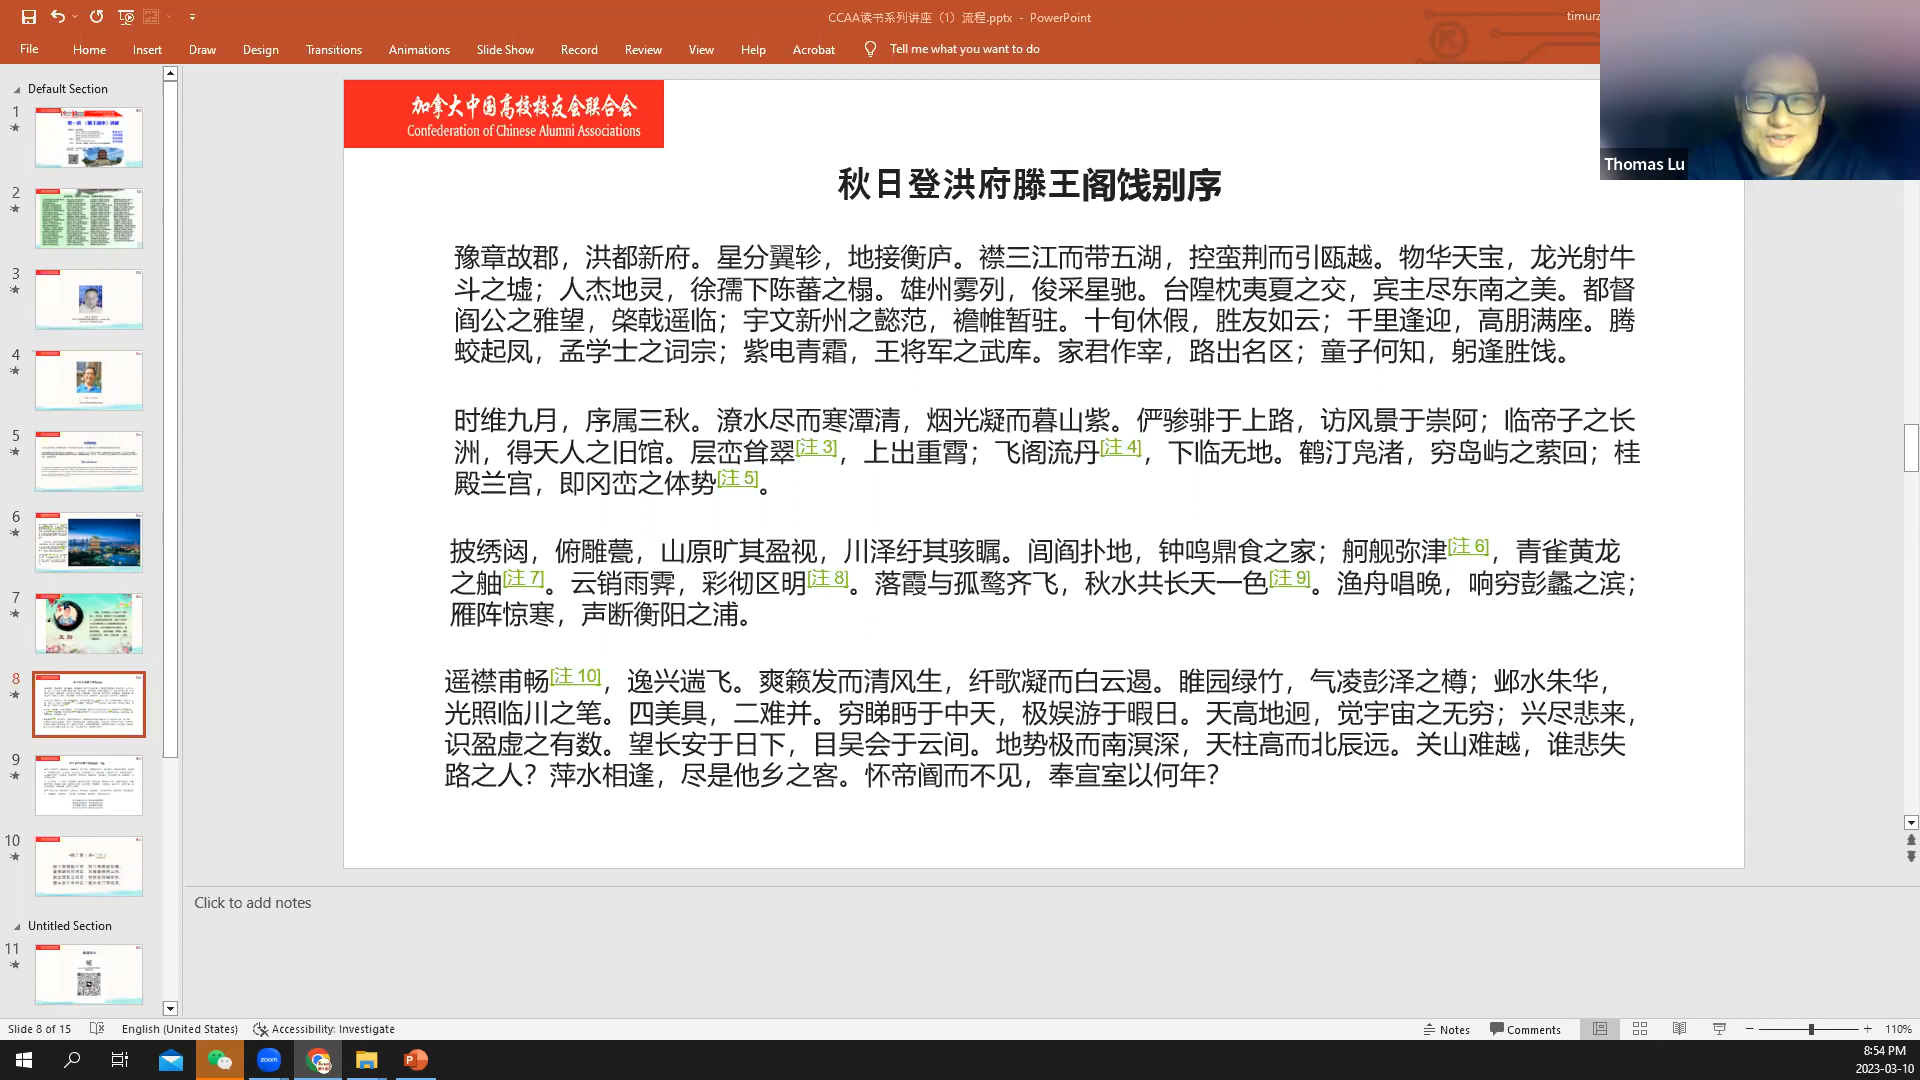 CCAA读书系列讲座（1）流程.pptx - PowerPoint
timurz
File Home Insert Draw Design Transitions Animations Slide Show Record Review View Help Acrobat Tell me what you want to do
Default Section
1
2
3
4
5
6
7
8
9
10
Untitled Section
11
加拿大中国高校校友会联合会
Confederation of Chinese Alumni Associations
Thomas Lu
秋日登洪府滕王阁饯别序
豫章故郡，洪都新府。星分翼轸，地接衡庐。襟三江而带五湖，控蛮荆而引瓯越。物华天宝，龙光射牛
斗之墟；人杰地灵，徐孺下陈蕃之榻。雄州雾列，俊采星驰。台隍枕夷夏之交，宾主尽东南之美。都督
阎公之雅望，棨戟遥临；宇文新州之懿范，襜帷暂驻。十旬休假，胜友如云；千里逢迎，高朋满座。腾
蛟起凤，孟学士之词宗；紫电青霜，王将军之武库。家君作宰，路出名区；童子何知，躬逢胜饯。
时维九月，序属三秋。潦水尽而寒潭清，烟光凝而暮山紫。俨骖騑于上路，访风景于崇阿；临帝子之长
洲，得天人之旧馆。层峦耸翠[注 3]，上出重霄；飞阁流丹[注 4]，下临无地。鹤汀凫渚，穷岛屿之萦回；桂
殿兰宫，即冈峦之体势[注 5]。
披绣闼，俯雕甍，山原旷其盈视，川泽纡其骇瞩。闾阎扑地，钟鸣鼎食之家；舸舰弥津[注 6]，青雀黄龙
之舳[注 7]。云销雨霁，彩彻区明[注 8]。落霞与孤鹜齐飞，秋水共长天一色[注 9]。渔舟唱晚，响穷彭蠡之滨；
雁阵惊寒，声断衡阳之浦。
遥襟甫畅[注 10]，逸兴遄飞。爽籁发而清风生，纤歌凝而白云遏。睢园绿竹，气凌彭泽之樽；邺水朱华，
光照临川之笔。四美具，二难并。穷睇眄于中天，极娱游于暇日。天高地迥，觉宇宙之无穷；兴尽悲来，
识盈虚之有数。望长安于日下，目吴会于云间。地势极而南溟深，天柱高而北辰远。关山难越，谁悲失
路之人？萍水相逢，尽是他乡之客。怀帝阍而不见，奉宣室以何年？
Click to add notes
Slide 8 of 15 English (United States) Accessibility: Investigate Notes Comments 110%
zoom
8:54 PM
2023-03-10